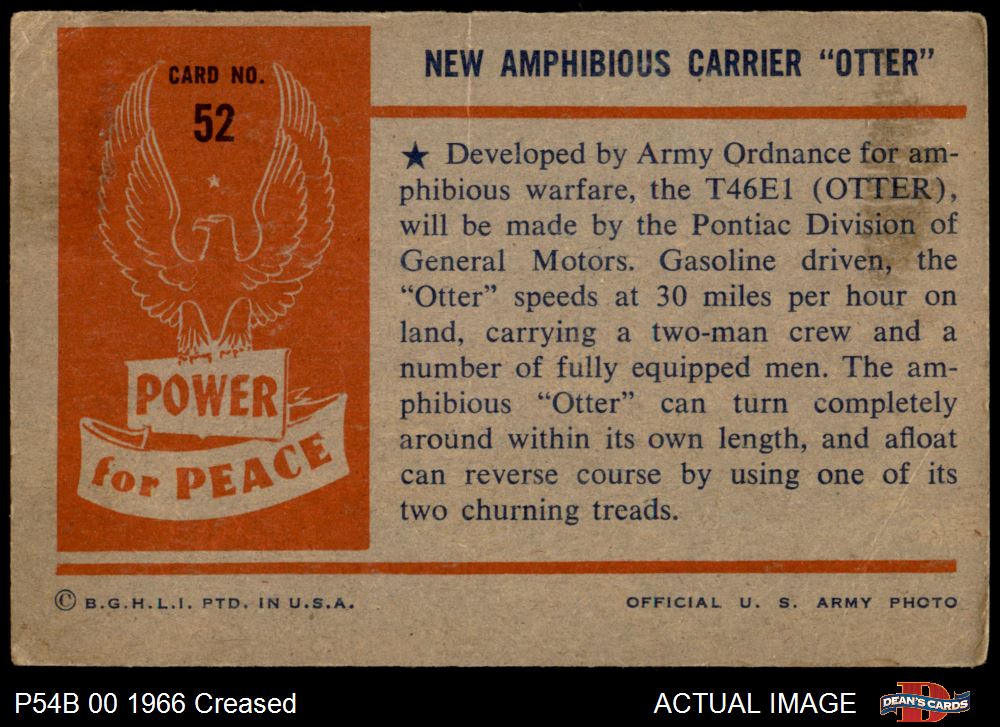 CARD NO.
52
POWER
for PEACE
NEW AMPHIBIOUS CARRIER “OTTER”
★ Developed by Army Ordnance for am-
phibious warfare, the T46E1 (OTTER),
will be made by the Pontiac Division of
General Motors. Gasoline driven, the
“Otter” speeds at 30 miles per hour on
land, carrying a two-man crew and a
number of fully equipped men. The am-
phibious “Otter” can turn completely
around within its own length, and afloat
can reverse course by using one of its
two churning treads.
© B.G.H.L.I. PTD. IN U.S.A.
OFFICIAL U. S. ARMY PHOTO
P54B 00 1966 Creased
ACTUAL IMAGE
D
DEAN'S CARDS